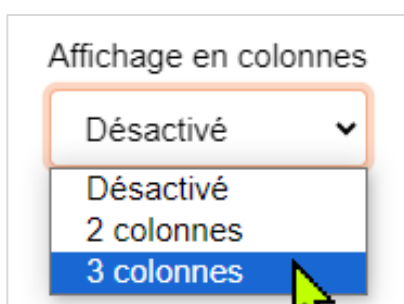 Affichage en colonnes
Désactivé
Désactivé
2 colonnes
3 colonnes